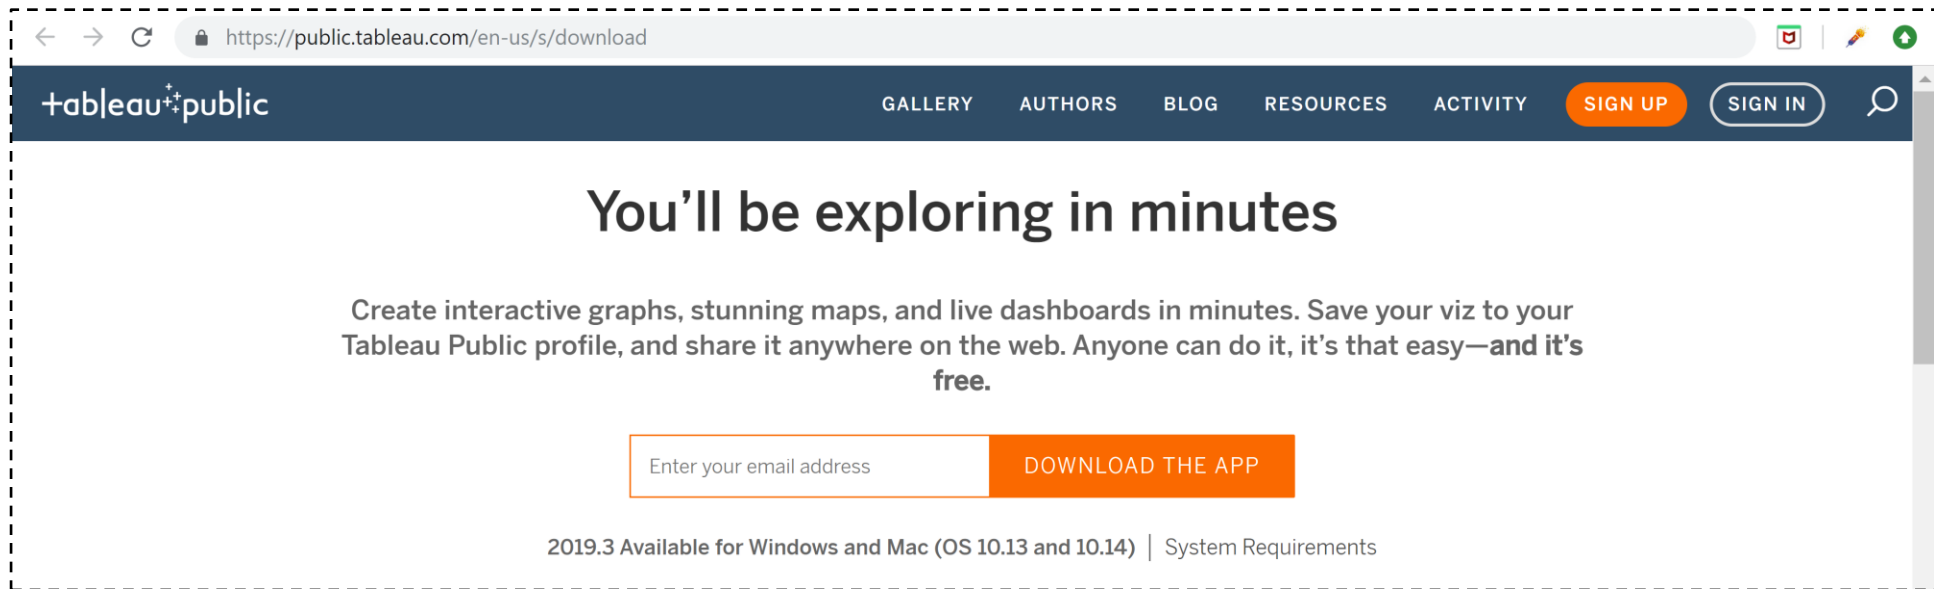 https://public.tableau.com/en-us/s/download
+ableau public
GALLERY AUTHORS BLOG RESOURCES ACTIVITY SIGN UP SIGN IN
You'll be exploring in minutes
Create interactive graphs, stunning maps, and live dashboards in minutes. Save your viz to your
Tableau Public profile, and share it anywhere on the web. Anyone can do it, it's that easy—and it's
free.
Enter your email address DOWNLOAD THE APP
2019.3 Available for Windows and Mac (OS 10.13 and 10.14) | System Requirements